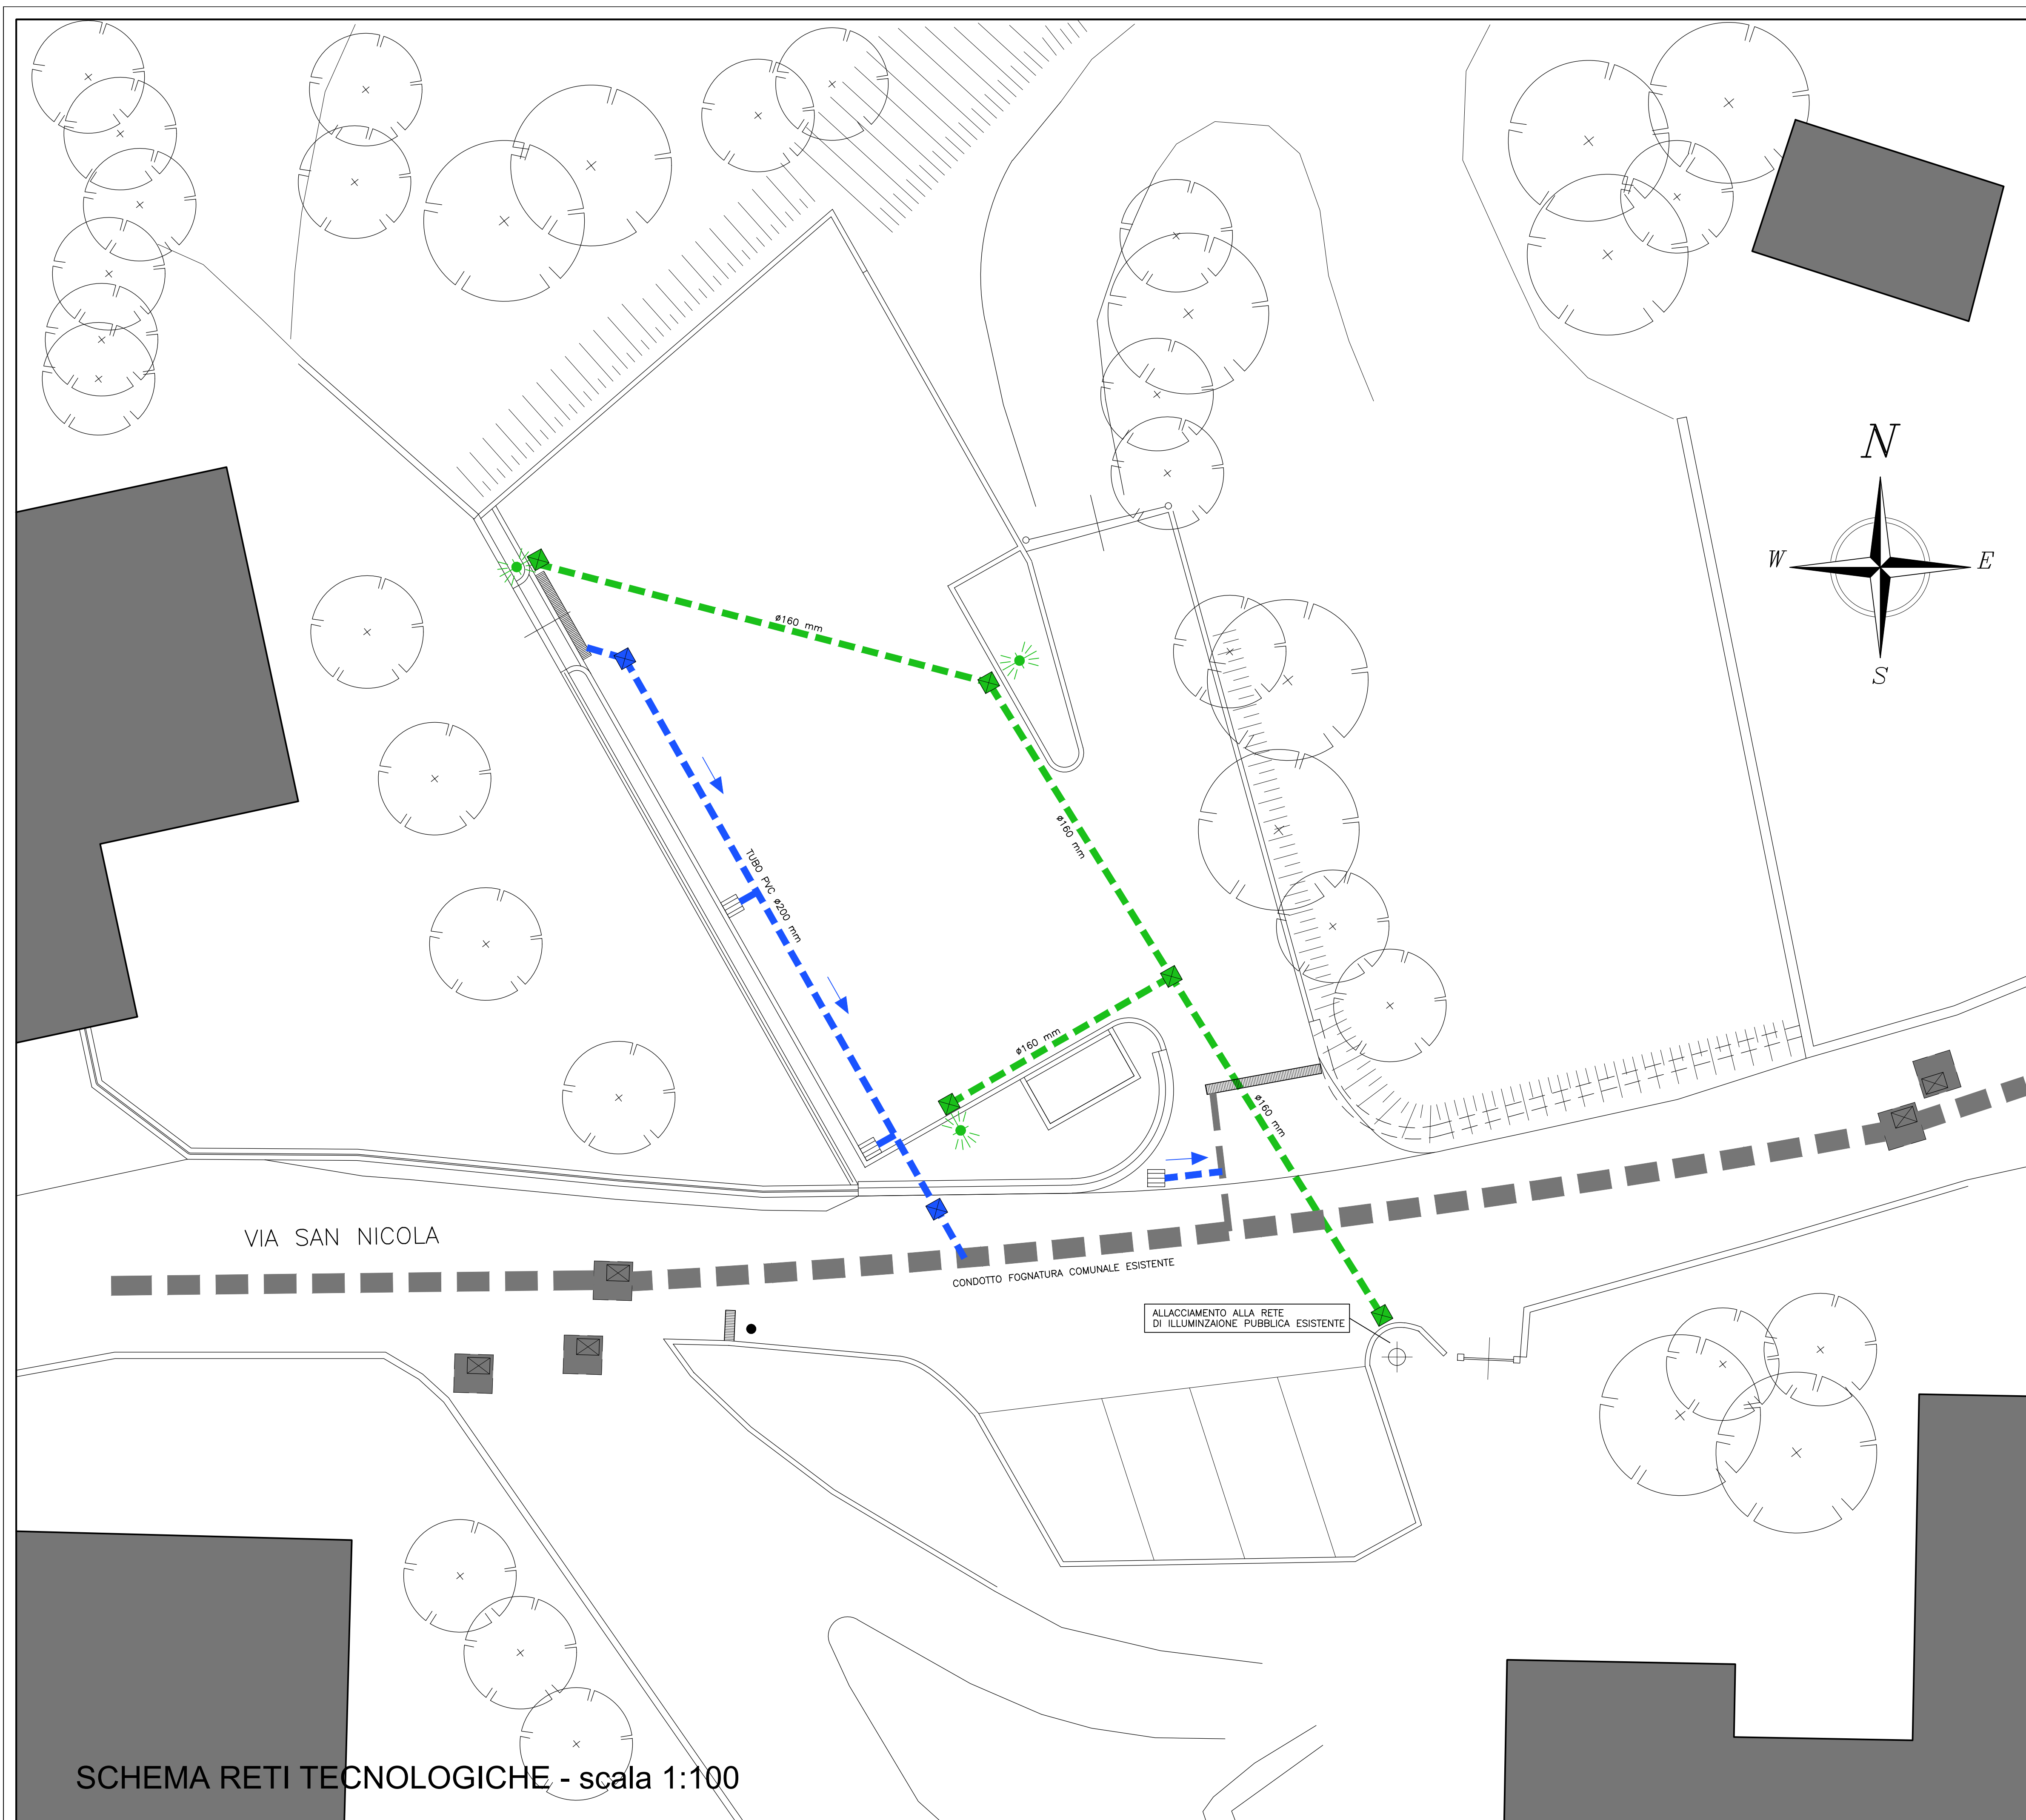 N
W
E
S
ø160 mm
ø160 mm
TUBO PVC ø200 mm
ø160 mm
ø160 mm
VIA SAN NICOLA
CONDOTTO FOGNATURA COMUNALE ESISTENTE
ALLACCIAMENTO ALLA RETE
DI ILLUMINZAIONE PUBBLICA ESISTENTE
SCHEMA RETI TECNOLOGICHE - scala 1:100